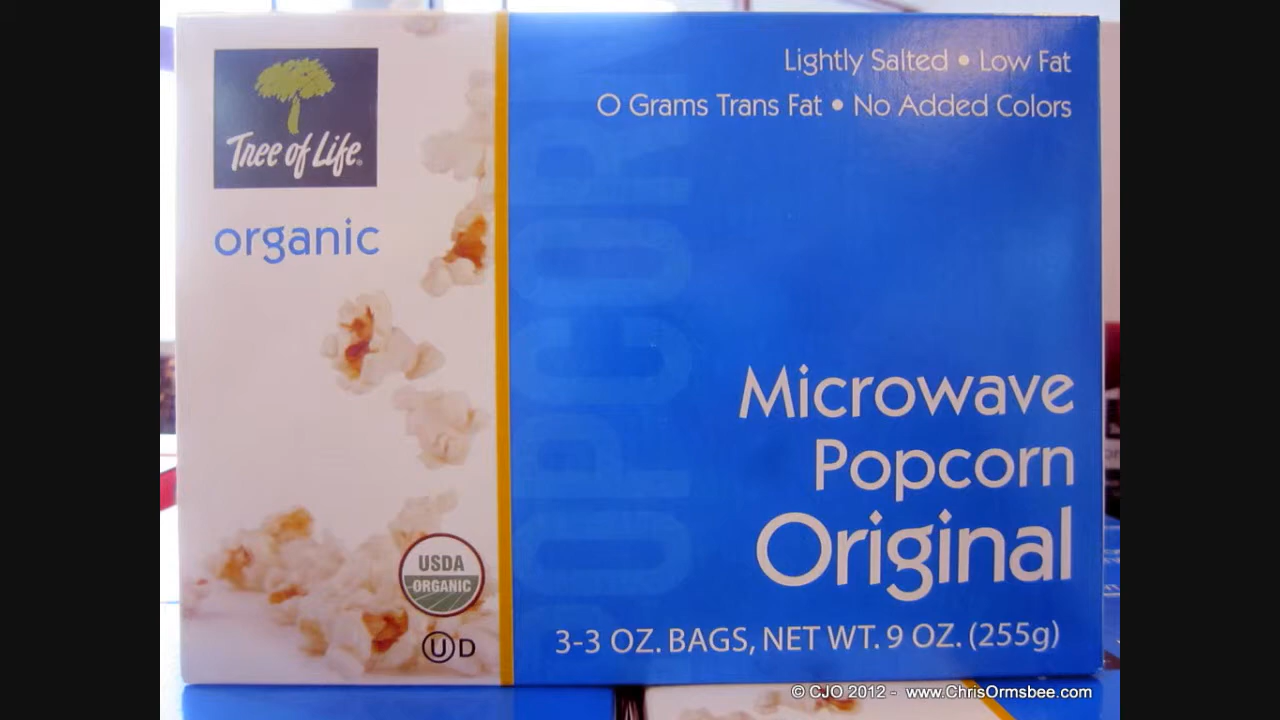 Tree of Life®
organic
Lightly Salted • Low Fat
0 Grams Trans Fat • No Added Colors
POPCORN
Microwave
Popcorn
Original
USDA
ORGANIC
U D
3-3 OZ. BAGS, NET WT. 9 OZ. (255g)
© CJO 2012 - www.ChrisOrmsbee.com